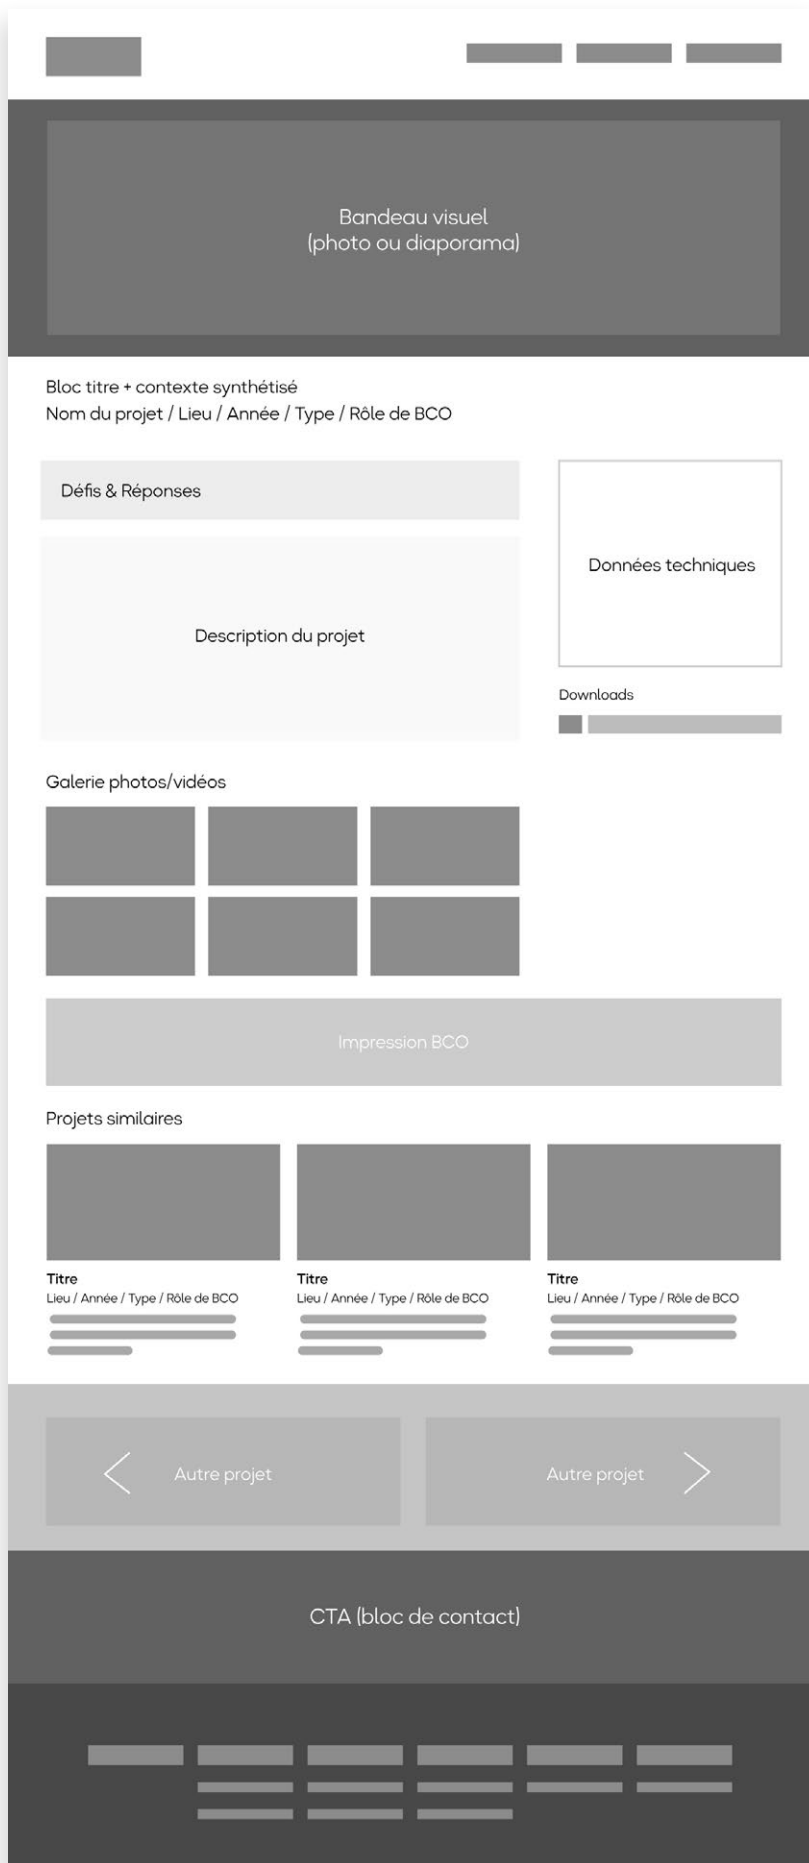 Bandeau visuel
(photo ou diaporama)
Bloc titre + contexte synthétisé
Nom du projet / Lieu / Année / Type / Rôle de BCO
Défis & Réponses
Description du projet
Données techniques
Downloads
Galerie photos/vidéos
Impression BCO
Projets similaires
Titre
Lieu / Année / Type / Rôle de BCO
Titre
Lieu / Année / Type / Rôle de BCO
Titre
Lieu / Année / Type / Rôle de BCO
Autre projet
Autre projet
CTA (bloc de contact)